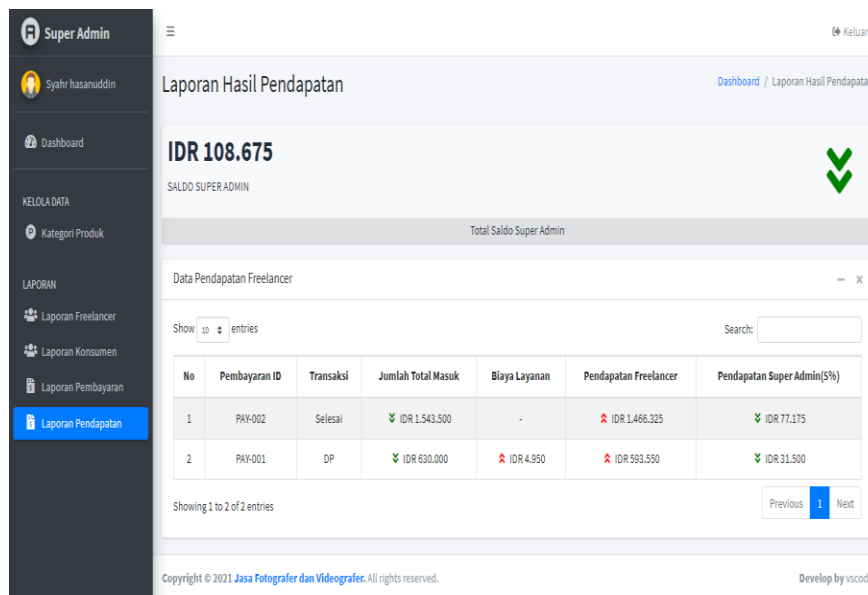 Super Admin
Keluar
Syahr hasanuddin
Laporan Hasil Pendapatan
Dashboard / Laporan Hasil Pendapata
Dashboard
IDR 108.675
SALDO SUPER ADMIN
Total Saldo Super Admin
KELOLA DATA
Kategori Produk
LAPORAN
Laporan Freelancer
Laporan Konsumen
Laporan Pembayaran
Laporan Pendapatan
Data Pendapatan Freelancer
Show 10 entries
Search:
No Pembayaran ID Transaksi Jumlah Total Masuk Biaya Layanan Pendapatan Freelancer Pendapatan Super Admin(5%)
1 PAY-002 Selesai IDR 1.543.500 - IDR 1.466.325 IDR 77.175
2 PAY-001 DP IDR 630.000 IDR 4.950 IDR 593.550 IDR 31.500
Showing 1 to 2 of 2 entries
Previous 1 Next
Copyright © 2021 Jasa Fotografer dan Videografer. All rights reserved.
Develop by vscod